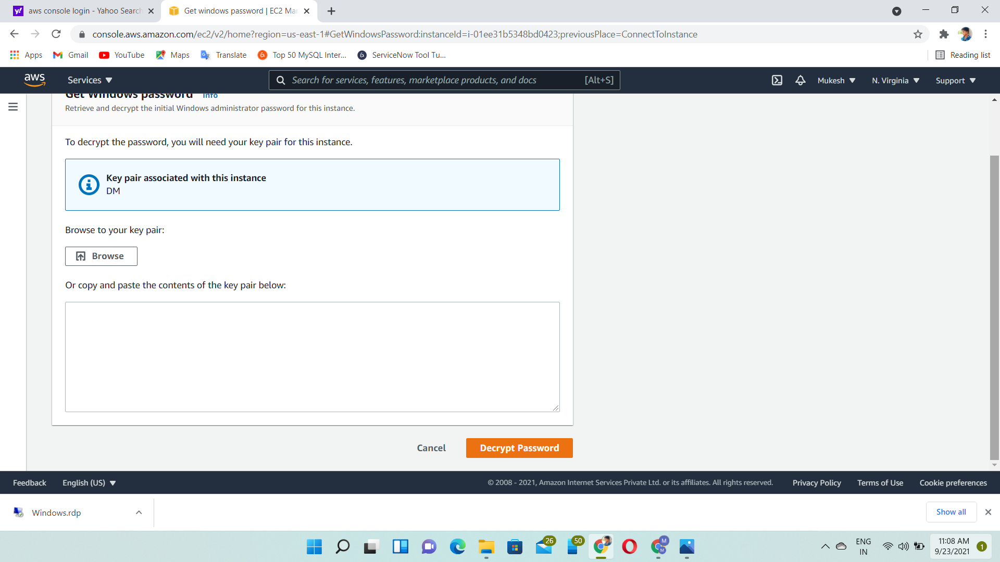 aws console login - Yahoo Search
Get windows password | EC2 Ma
console.aws.amazon.com/ec2/v2/home?region=us-east-1#GetWindowsPassword:instanceId=i-01ee31b5348bd0423;previousPlace=ConnectToInstance
Apps Gmail YouTube Maps Translate Top 50 MySQL Inter... ServiceNow Tool Tu... Reading list
aws Services Search for services, features, marketplace products, and docs [Alt+S] Mukesh N. Virginia Support
Get Windows password Info
Retrieve and decrypt the initial Windows administrator password for this instance.
To decrypt the password, you will need your key pair for this instance.
Key pair associated with this instance
DM
Browse to your key pair:
Browse
Or copy and paste the contents of the key pair below:
Cancel Decrypt Password
Feedback English (US) © 2008 - 2021, Amazon Internet Services Private Ltd. or its affiliates. All rights reserved. Privacy Policy Terms of Use Cookie preferences
Windows.rdp Show all
26 50 M M
ENG
IN
11:08 AM
9/23/2021
1